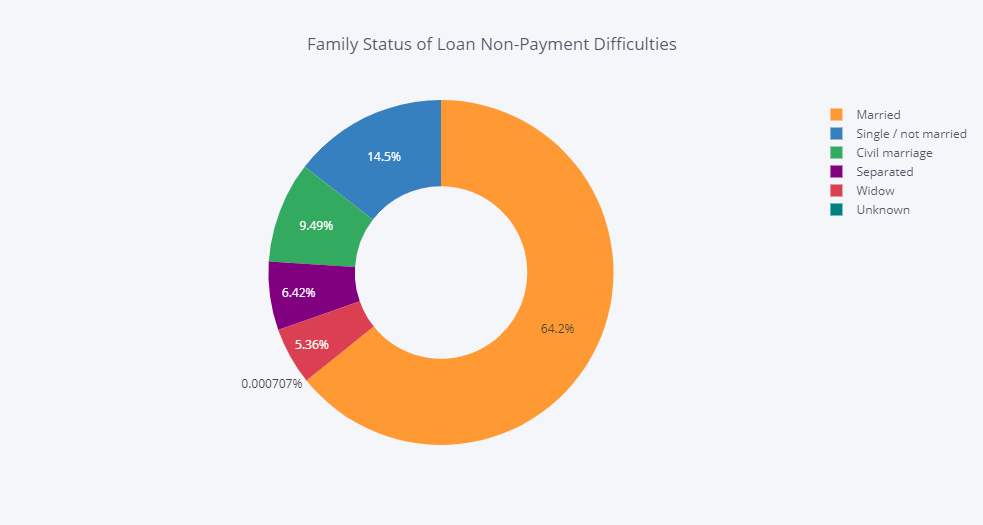 Family Status of Loan Non-Payment Difficulties
Married
Single / not married
Civil marriage
Separated
Widow
Unknown
14.5%
9.49%
6.42%
5.36%
0.000707%
64.2%